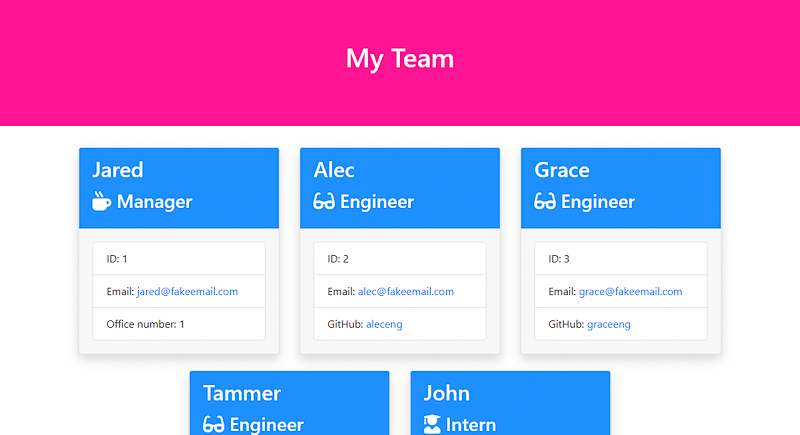 My Team
Jared
Manager
ID: 1
Email: jared@fakeemail.com
Office number: 1
Alec
Engineer
ID: 2
Email: alec@fakeemail.com
GitHub: aleceng
Grace
Engineer
ID: 3
Email: grace@fakeemail.com
GitHub: graceeng
Tammer
Engineer
John
Intern